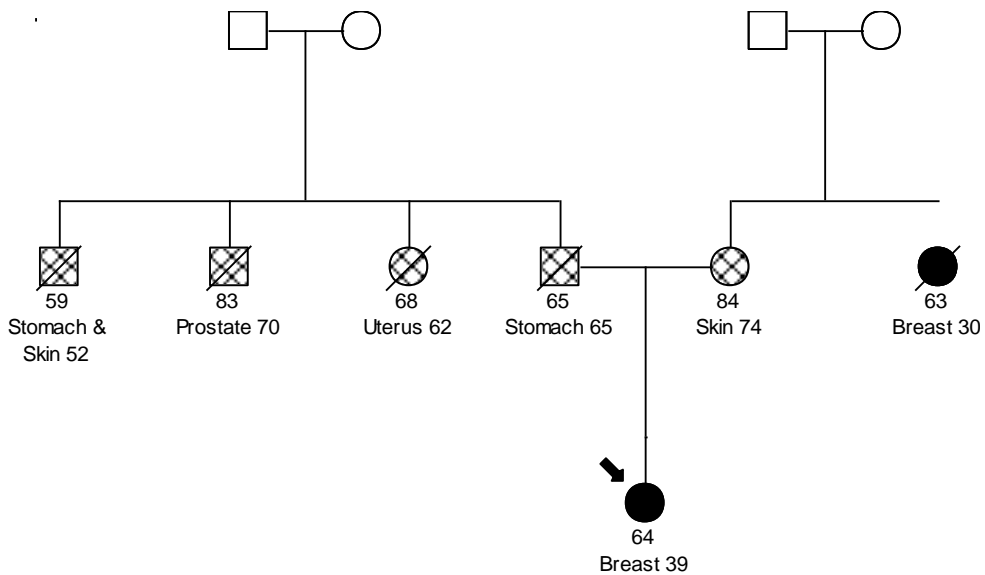 59
Stomach &
Skin 52
83
Prostate 70
68
Uterus 62
65
Stomach 65
84
Skin 74
63
Breast 30
64
Breast 39